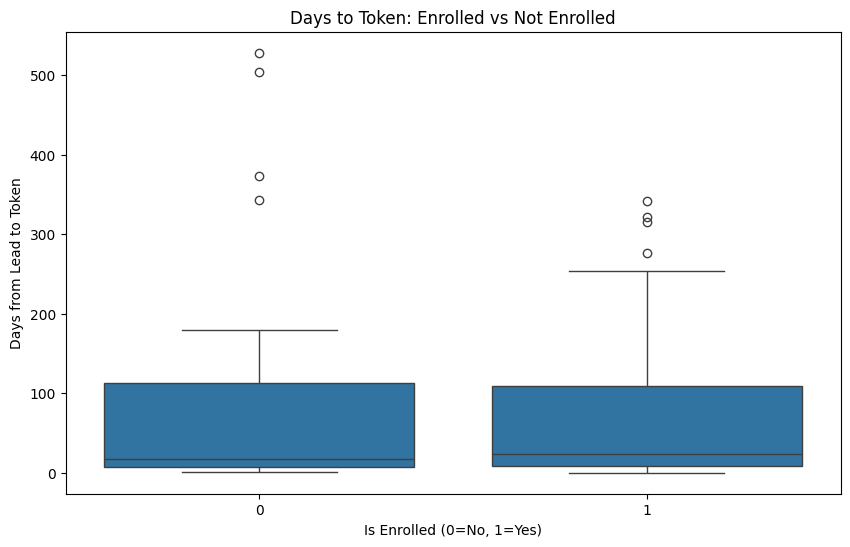 Days to Token: Enrolled vs Not Enrolled
Days from Lead to Token
500
400
300
200
100
0
0
1
Is Enrolled (0=No, 1=Yes)